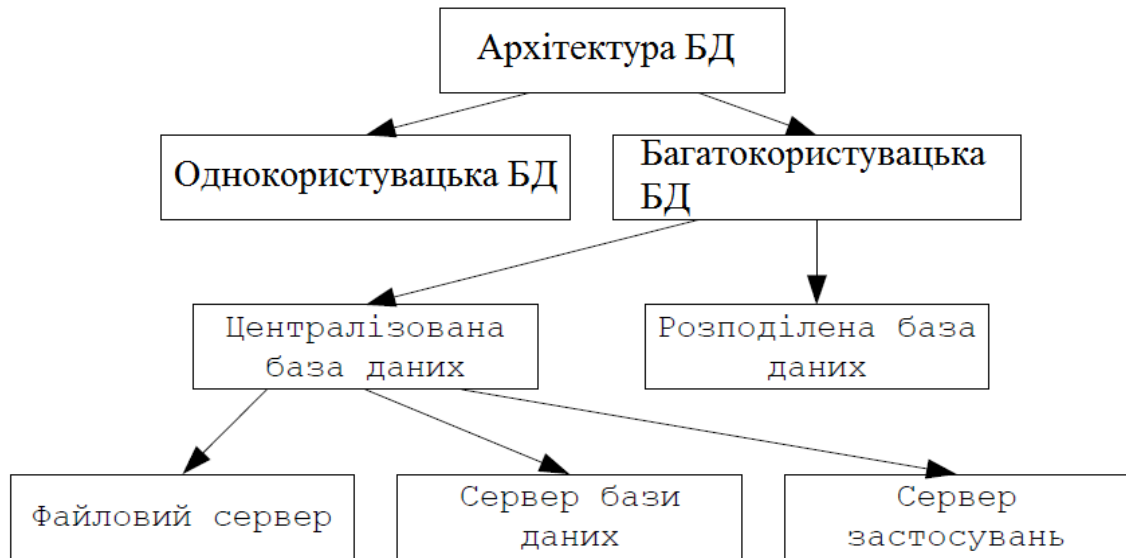 Архітектура БД
Однокористувацька БД
Багатокористувацька
БД
Централізована
база даних
Розподілена база
даних
Файловий сервер
Сервер бази
даних
Сервер
застосувань